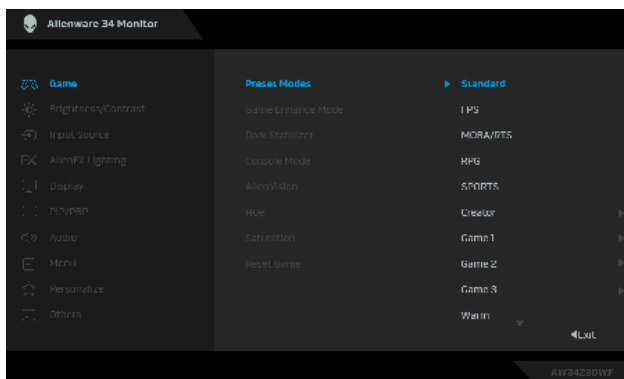 Alienware 34 Monitor
Game
Preset Modes
Standard
Brightness/Contrast
Game Enhance Mode
FPS
Input Source
Dark Stabilizer
MOBA/RTS
AlienFX Lighting
Console Mode
RPG
Display
AlienVision
SPORTS
PIP/PBP
Hue
Creator
Audio
Saturation
Game 1
Menu
Reset Game
Game 2
Personalize
Game 3
Others
Warm
Exit
AW3423DWF